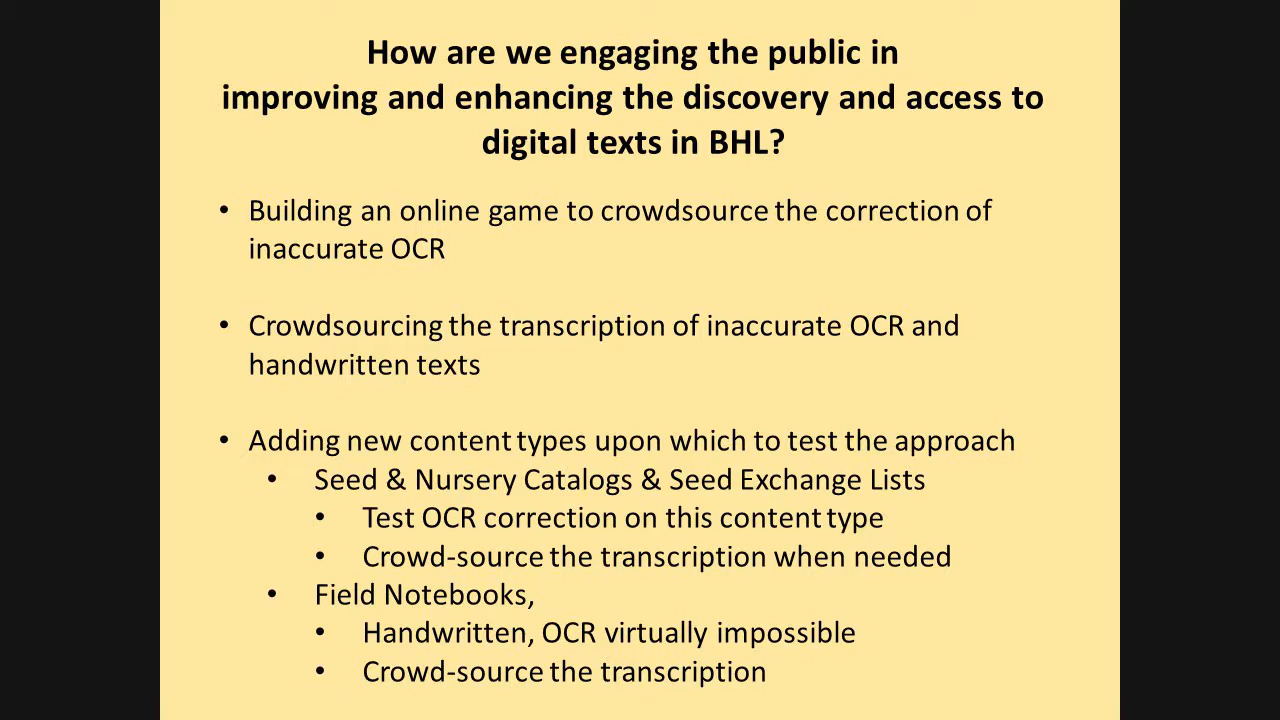 How are we engaging the public in
improving and enhancing the discovery and access to
digital texts in BHL?
• Building an online game to crowdsource the correction of
inaccurate OCR
• Crowdsourcing the transcription of inaccurate OCR and
handwritten texts
• Adding new content types upon which to test the approach
• Seed & Nursery Catalogs & Seed Exchange Lists
• Test OCR correction on this content type
• Crowd-source the transcription when needed
• Field Notebooks,
• Handwritten, OCR virtually impossible
• Crowd-source the transcription